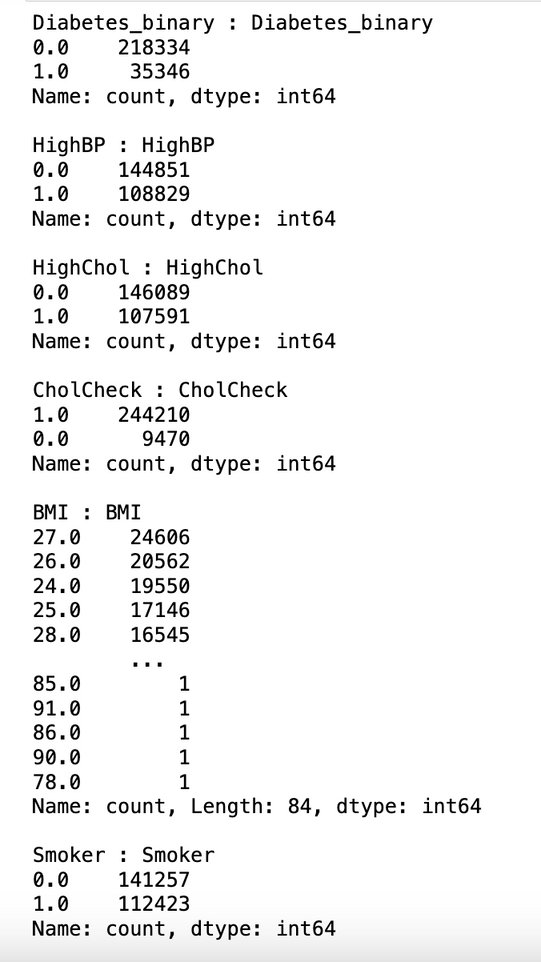 Diabetes_binary : Diabetes_binary
0.0    218334
1.0     35346
Name: count, dtype: int64

HighBP : HighBP
0.0    144851
1.0    108829
Name: count, dtype: int64

HighChol : HighChol
0.0    146089
1.0    107591
Name: count, dtype: int64

CholCheck : CholCheck
1.0    244210
0.0      9470
Name: count, dtype: int64

BMI : BMI
27.0    24606
26.0    20562
24.0    19550
25.0    17146
28.0    16545
        ...
85.0        1
91.0        1
86.0        1
90.0        1
78.0        1
Name: count, Length: 84, dtype: int64

Smoker : Smoker
0.0    141257
1.0    112423
Name: count, dtype: int64